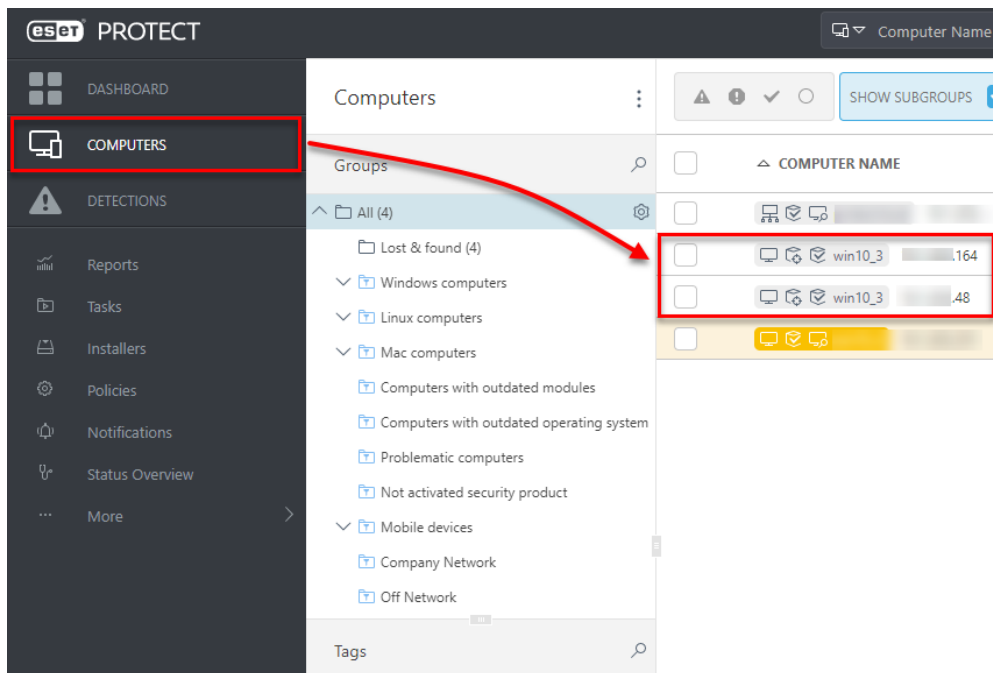 eset PROTECT
Computer Name
DASHBOARD
COMPUTERS
DETECTIONS
Reports
Tasks
Installers
Policies
Notifications
Status Overview
More
Computers
Groups
All (4)
Lost & found (4)
Windows computers
Linux computers
Mac computers
Computers with outdated modules
Computers with outdated operating system
Problematic computers
Not activated security product
Mobile devices
Company Network
Off Network
Tags
SHOW SUBGROUPS
COMPUTER NAME
win10_3 .164
win10_3 .48